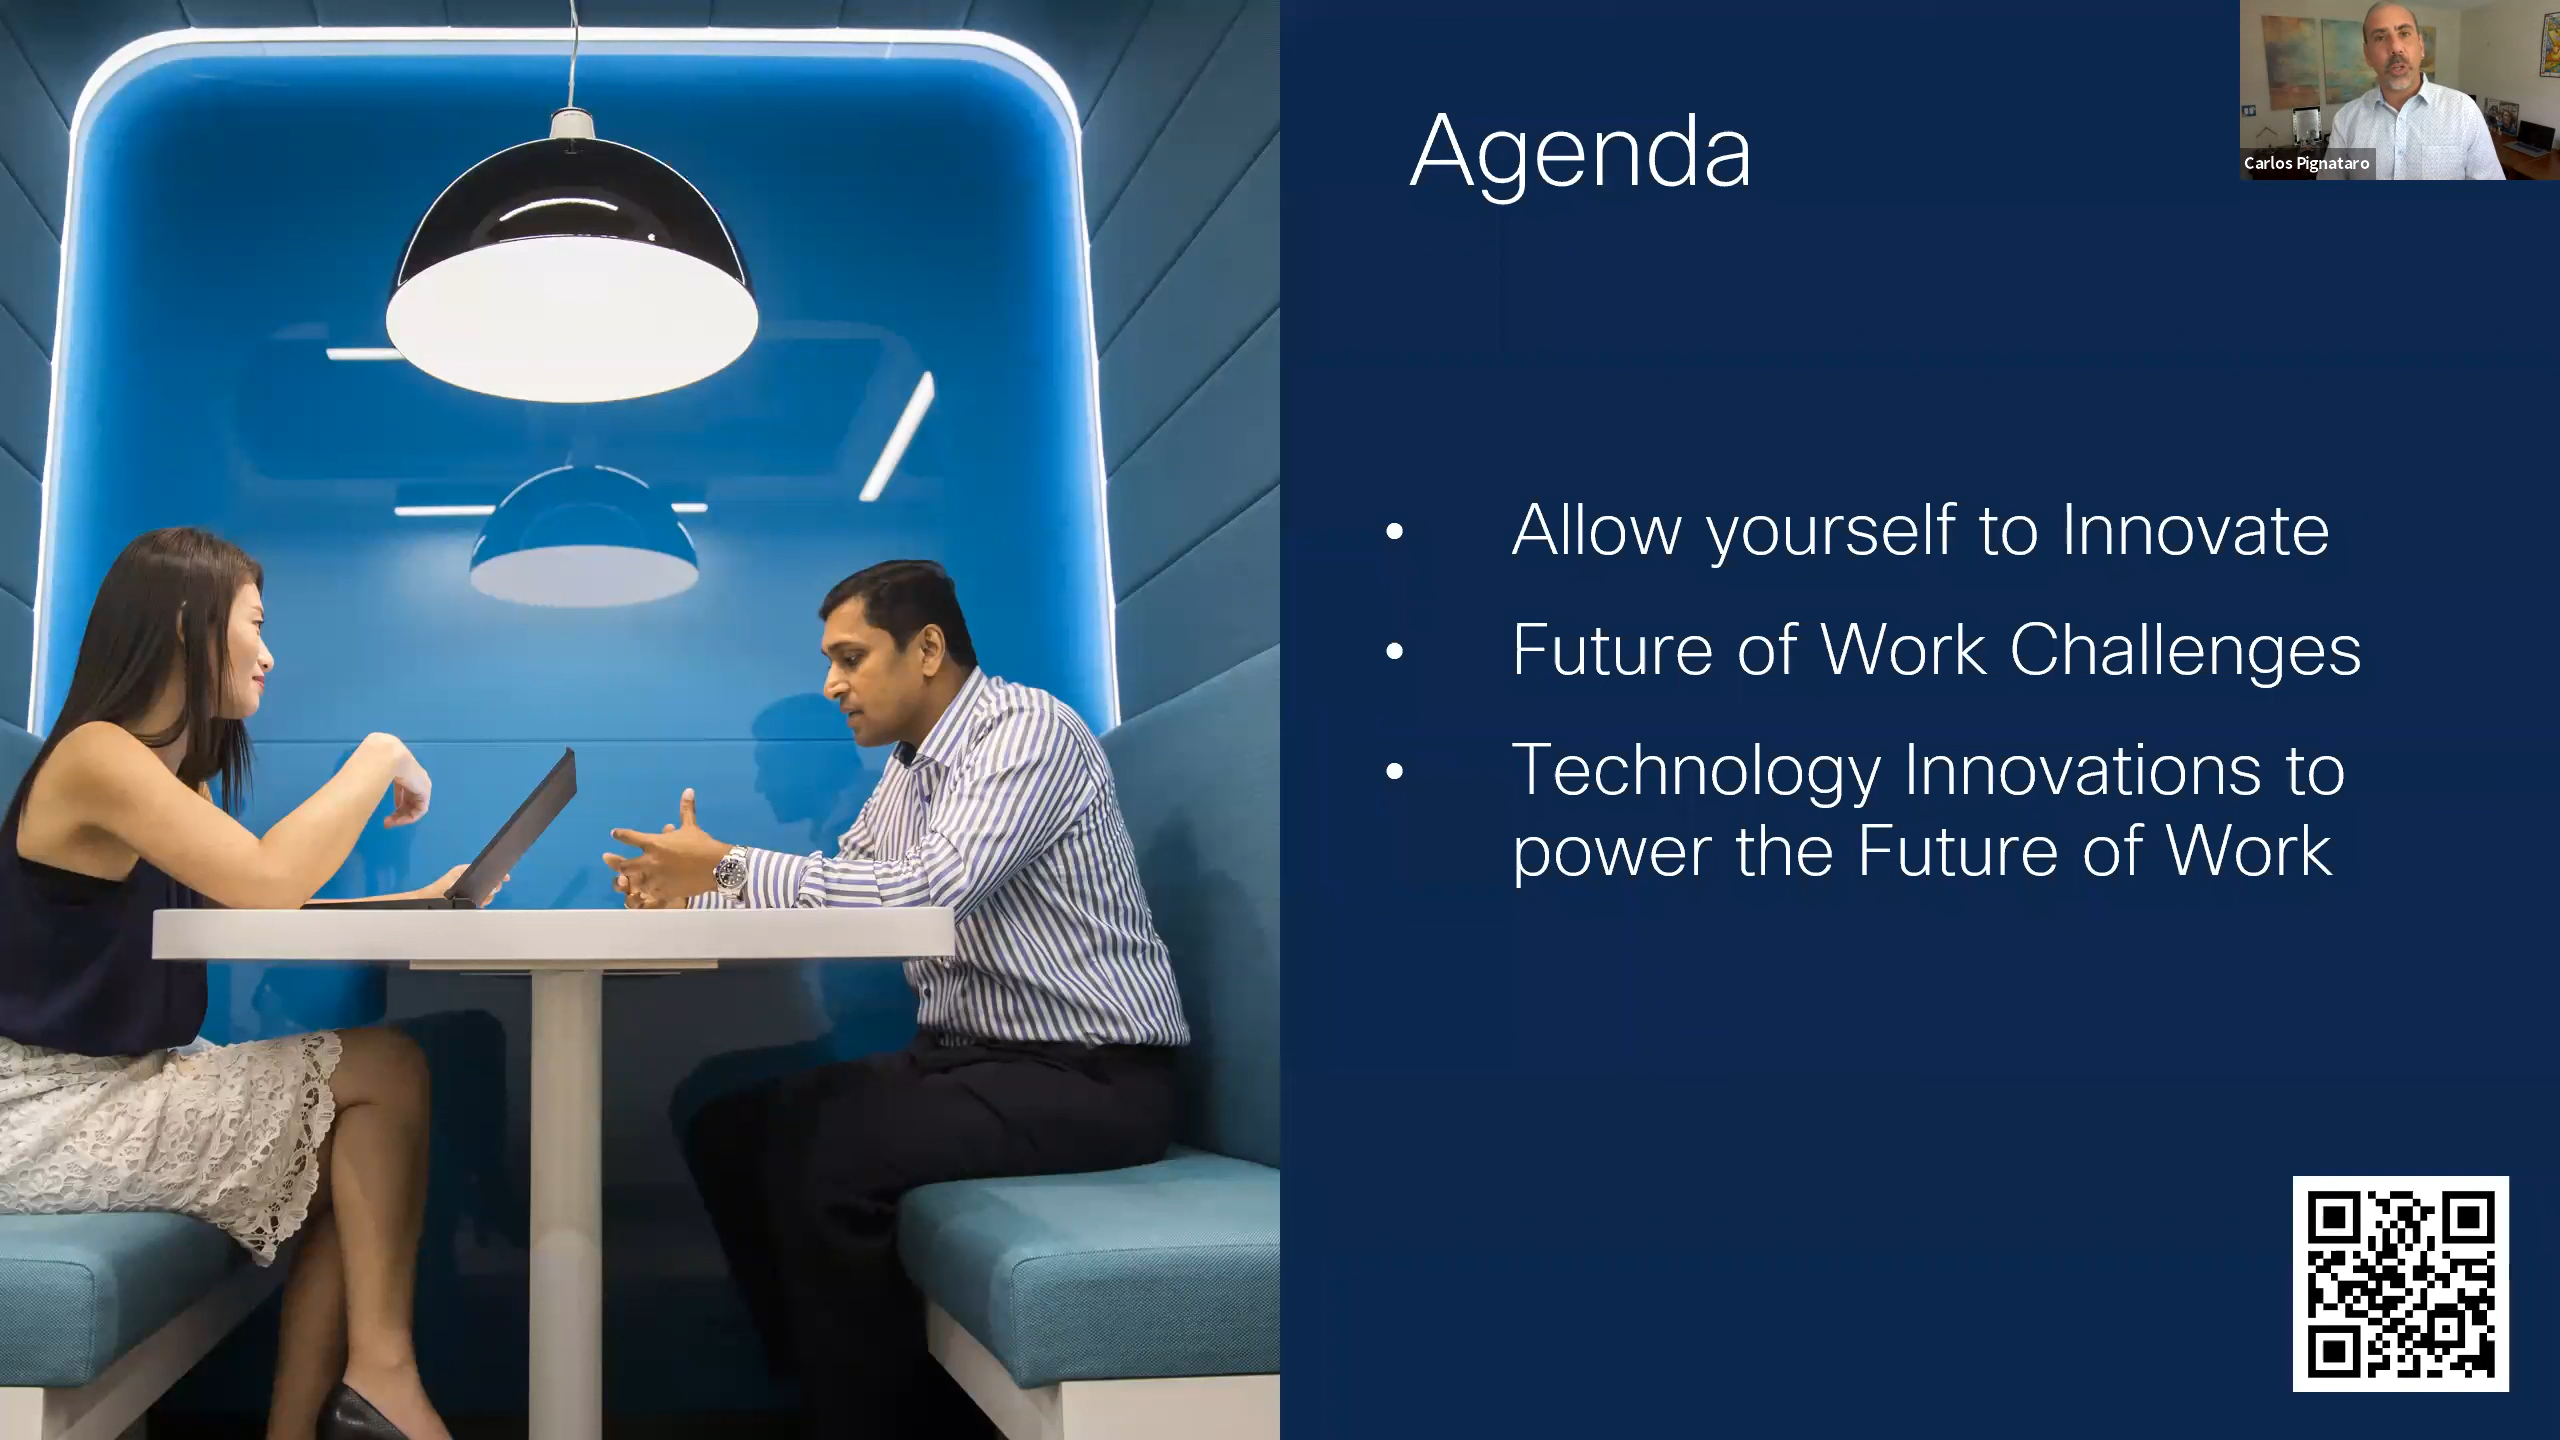 Agenda
Carlos Pignataro
• Allow yourself to Innovate
• Future of Work Challenges
• Technology Innovations to
power the Future of Work